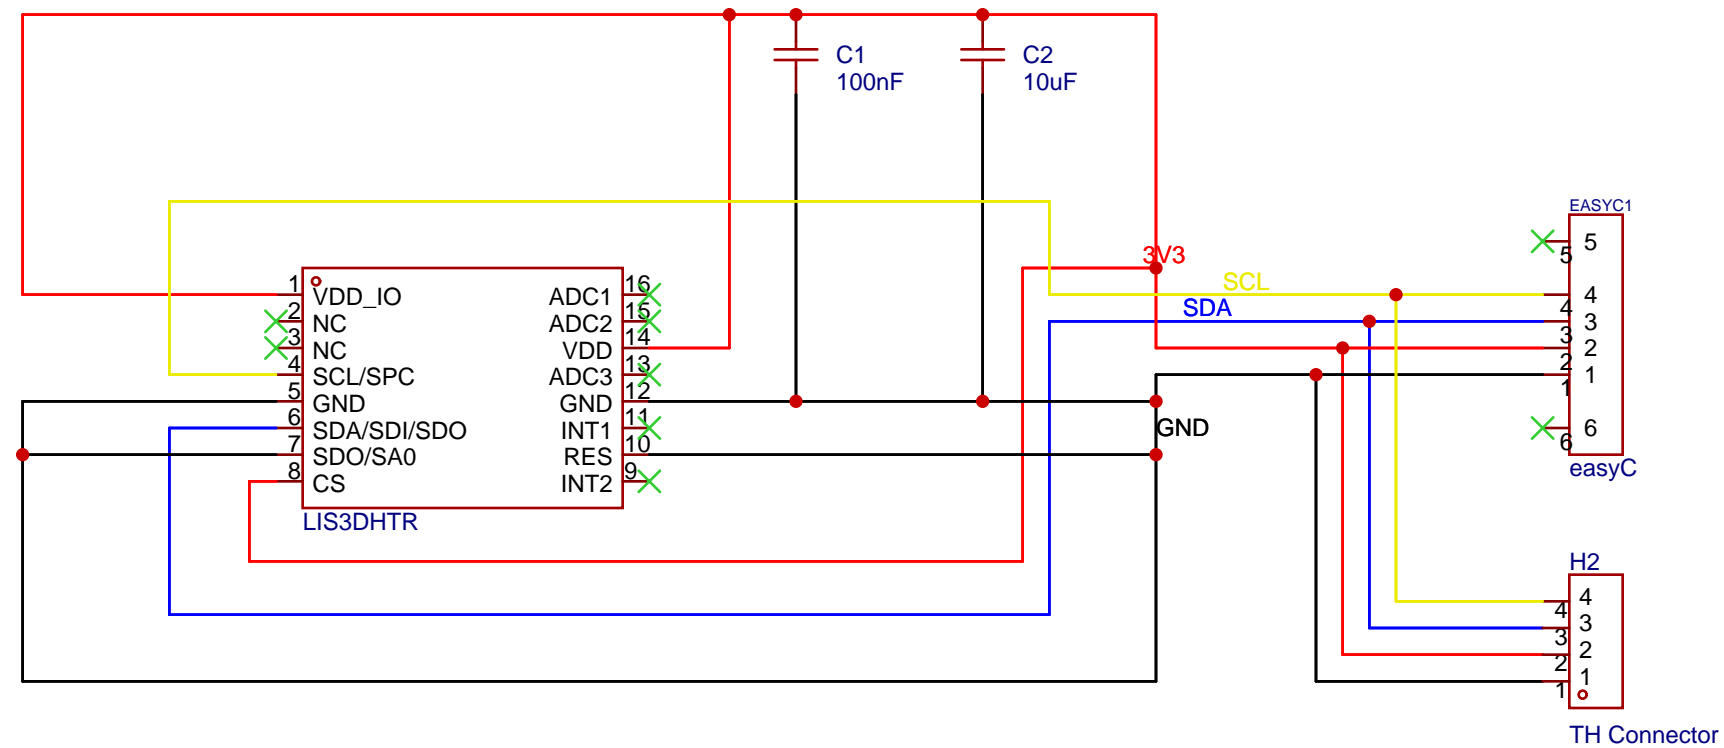 C1
100nF
C2
10uF
EASYC1
5
5
3V3
SCL
SDA
4
4
3
3
2
2
1
1
GND
6
6
easyC
1
VDD_IO
2
NC
3
NC
4
SCL/SPC
5
GND
6
SDA/SDI/SDO
7
SDO/SA0
8
CS
16
ADC1
15
ADC2
14
VDD
13
ADC3
12
GND
11
INT1
10
RES
9
INT2
LIS3DHTR
H2
4
4
3
3
2
2
1
1
TH Connector